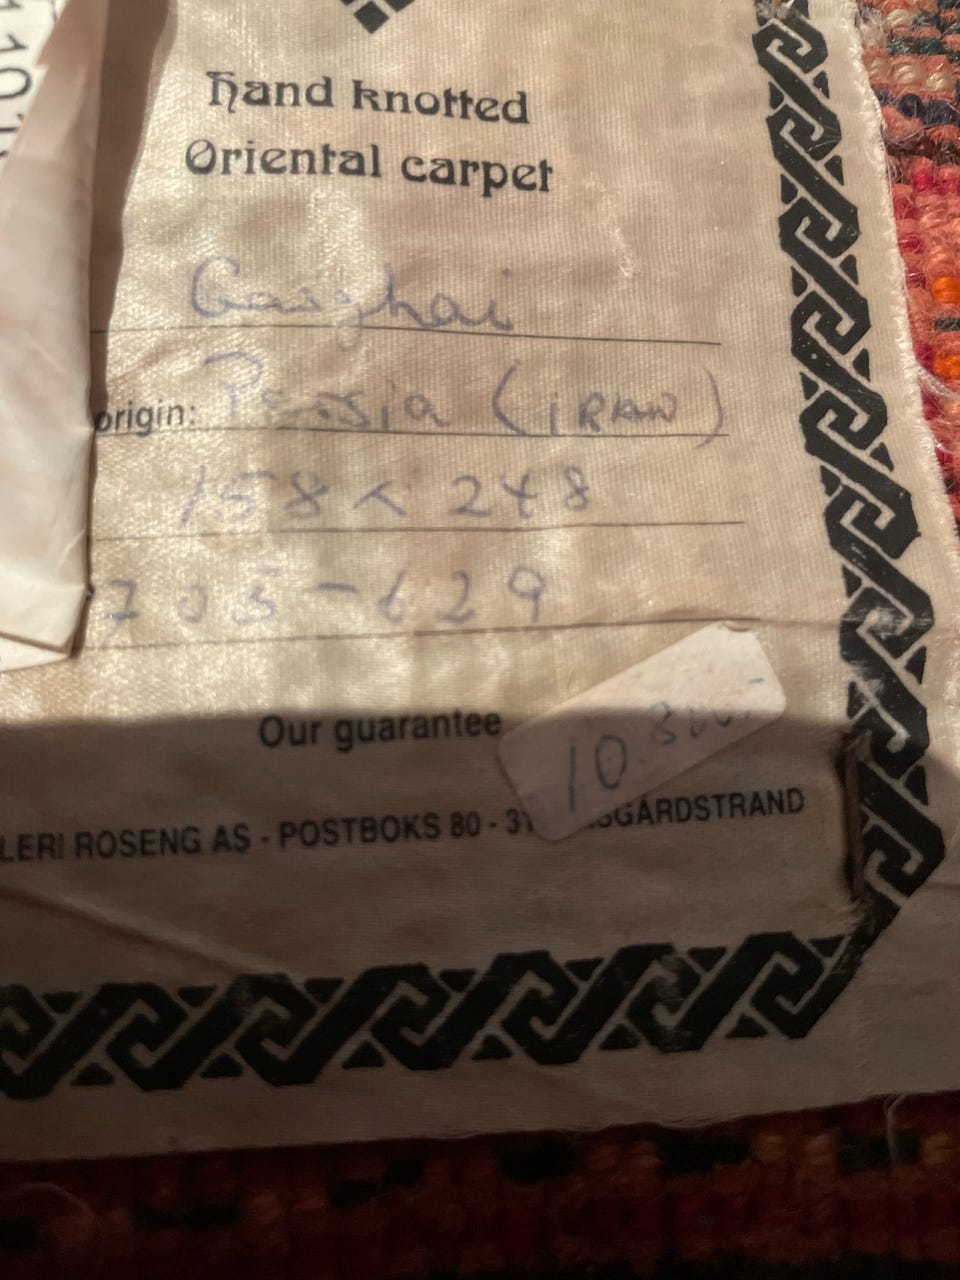 1101
Hand knotted
Oriental carpet
Gasghai
origin: Persia (iRAN)
158 x 248
705-629
Our guarantee
10
LERI ROSENG AS - POSTBOKS 80 - 31 SGÅRDSTRAND